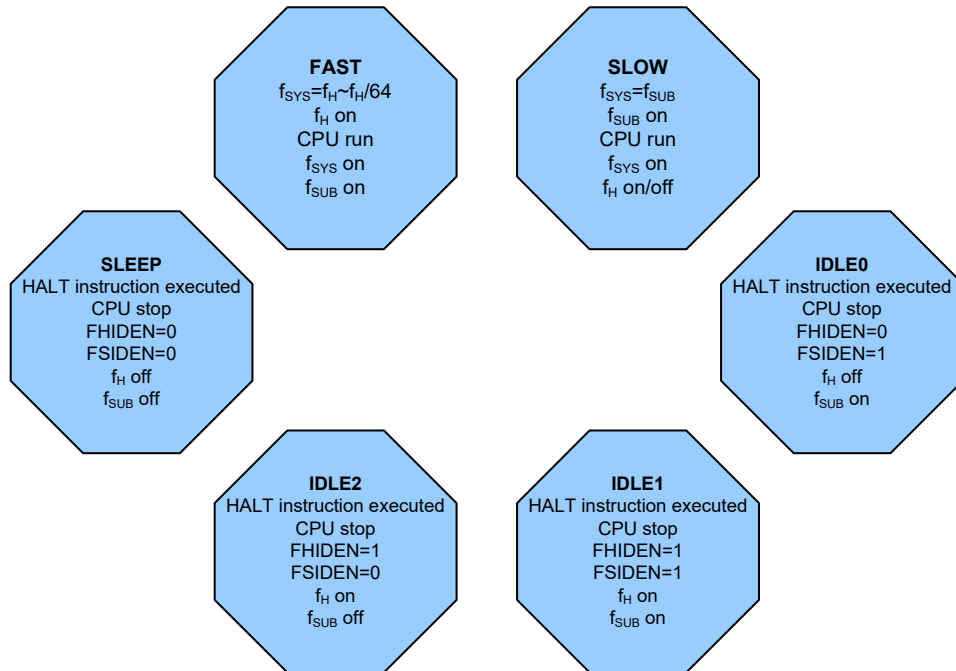 FAST
fSYS=fH~fH/64
fH on
CPU run
fSYS on
fSUB on
SLOW
fSYS=fSUB
fSUB on
CPU run
fSYS on
fH on/off
SLEEP
HALT instruction executed
CPU stop
FHIDEN=0
FSIDEN=0
fH off
fSUB off
IDLE0
HALT instruction executed
CPU stop
FHIDEN=0
FSIDEN=1
fH off
fSUB on
IDLE2
HALT instruction executed
CPU stop
FHIDEN=1
FSIDEN=0
fH on
fSUB off
IDLE1
HALT instruction executed
CPU stop
FHIDEN=1
FSIDEN=1
fH on
fSUB on